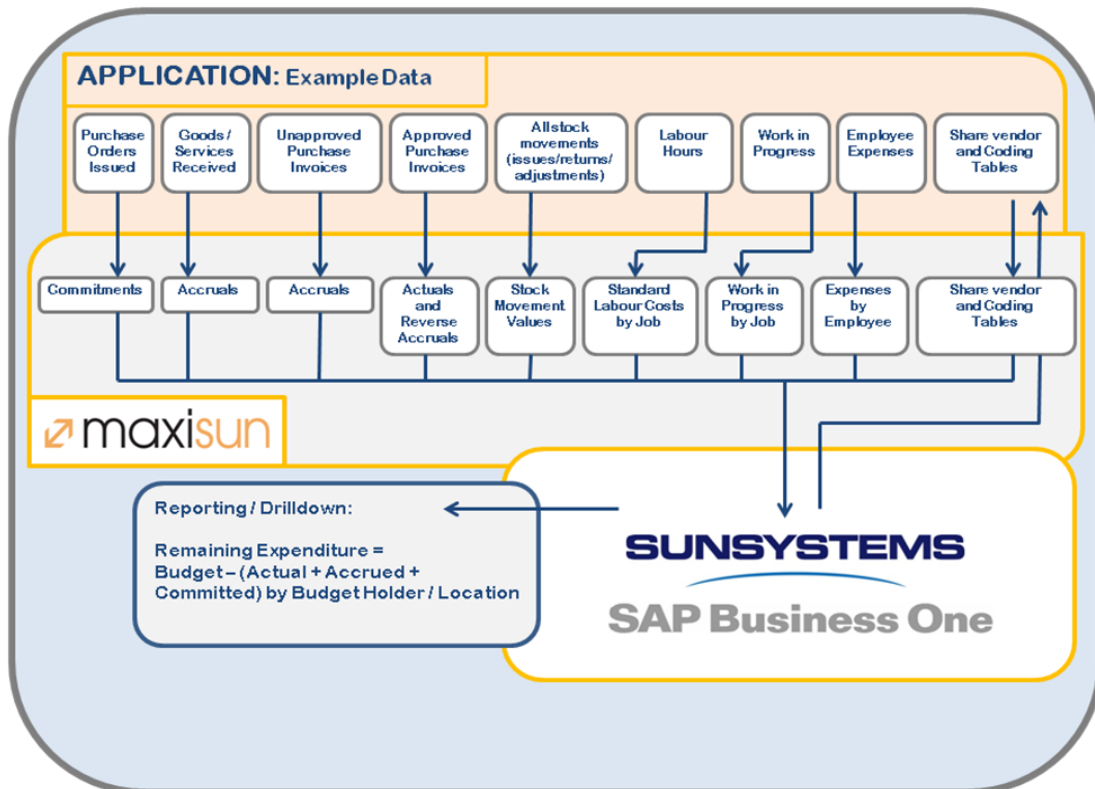 APPLICATION: Example Data
Purchase
Orders
Issued
Goods /
Services
Received
Unapproved
Purchase
Invoices
Approved
Purchase
Invoices
All stock
movements
(issues/returns/
adjustments)
Labour
Hours
Work in
Progress
Employee
Expenses
Share vendor
and Coding
Tables
Commitments
Accruals
Accruals
Actuals
and
Reverse
Accruals
Stock
Movement
Values
Standard
Labour Costs
by Job
Work in
Progress
by Job
Expenses
by
Employee
Share vendor
and Coding
Tables
maxisun
Reporting / Drilldown:
Remaining Expenditure =
Budget – (Actual + Accrued +
Committed) by Budget Holder / Location
SUNSYSTEMS
SAP Business One